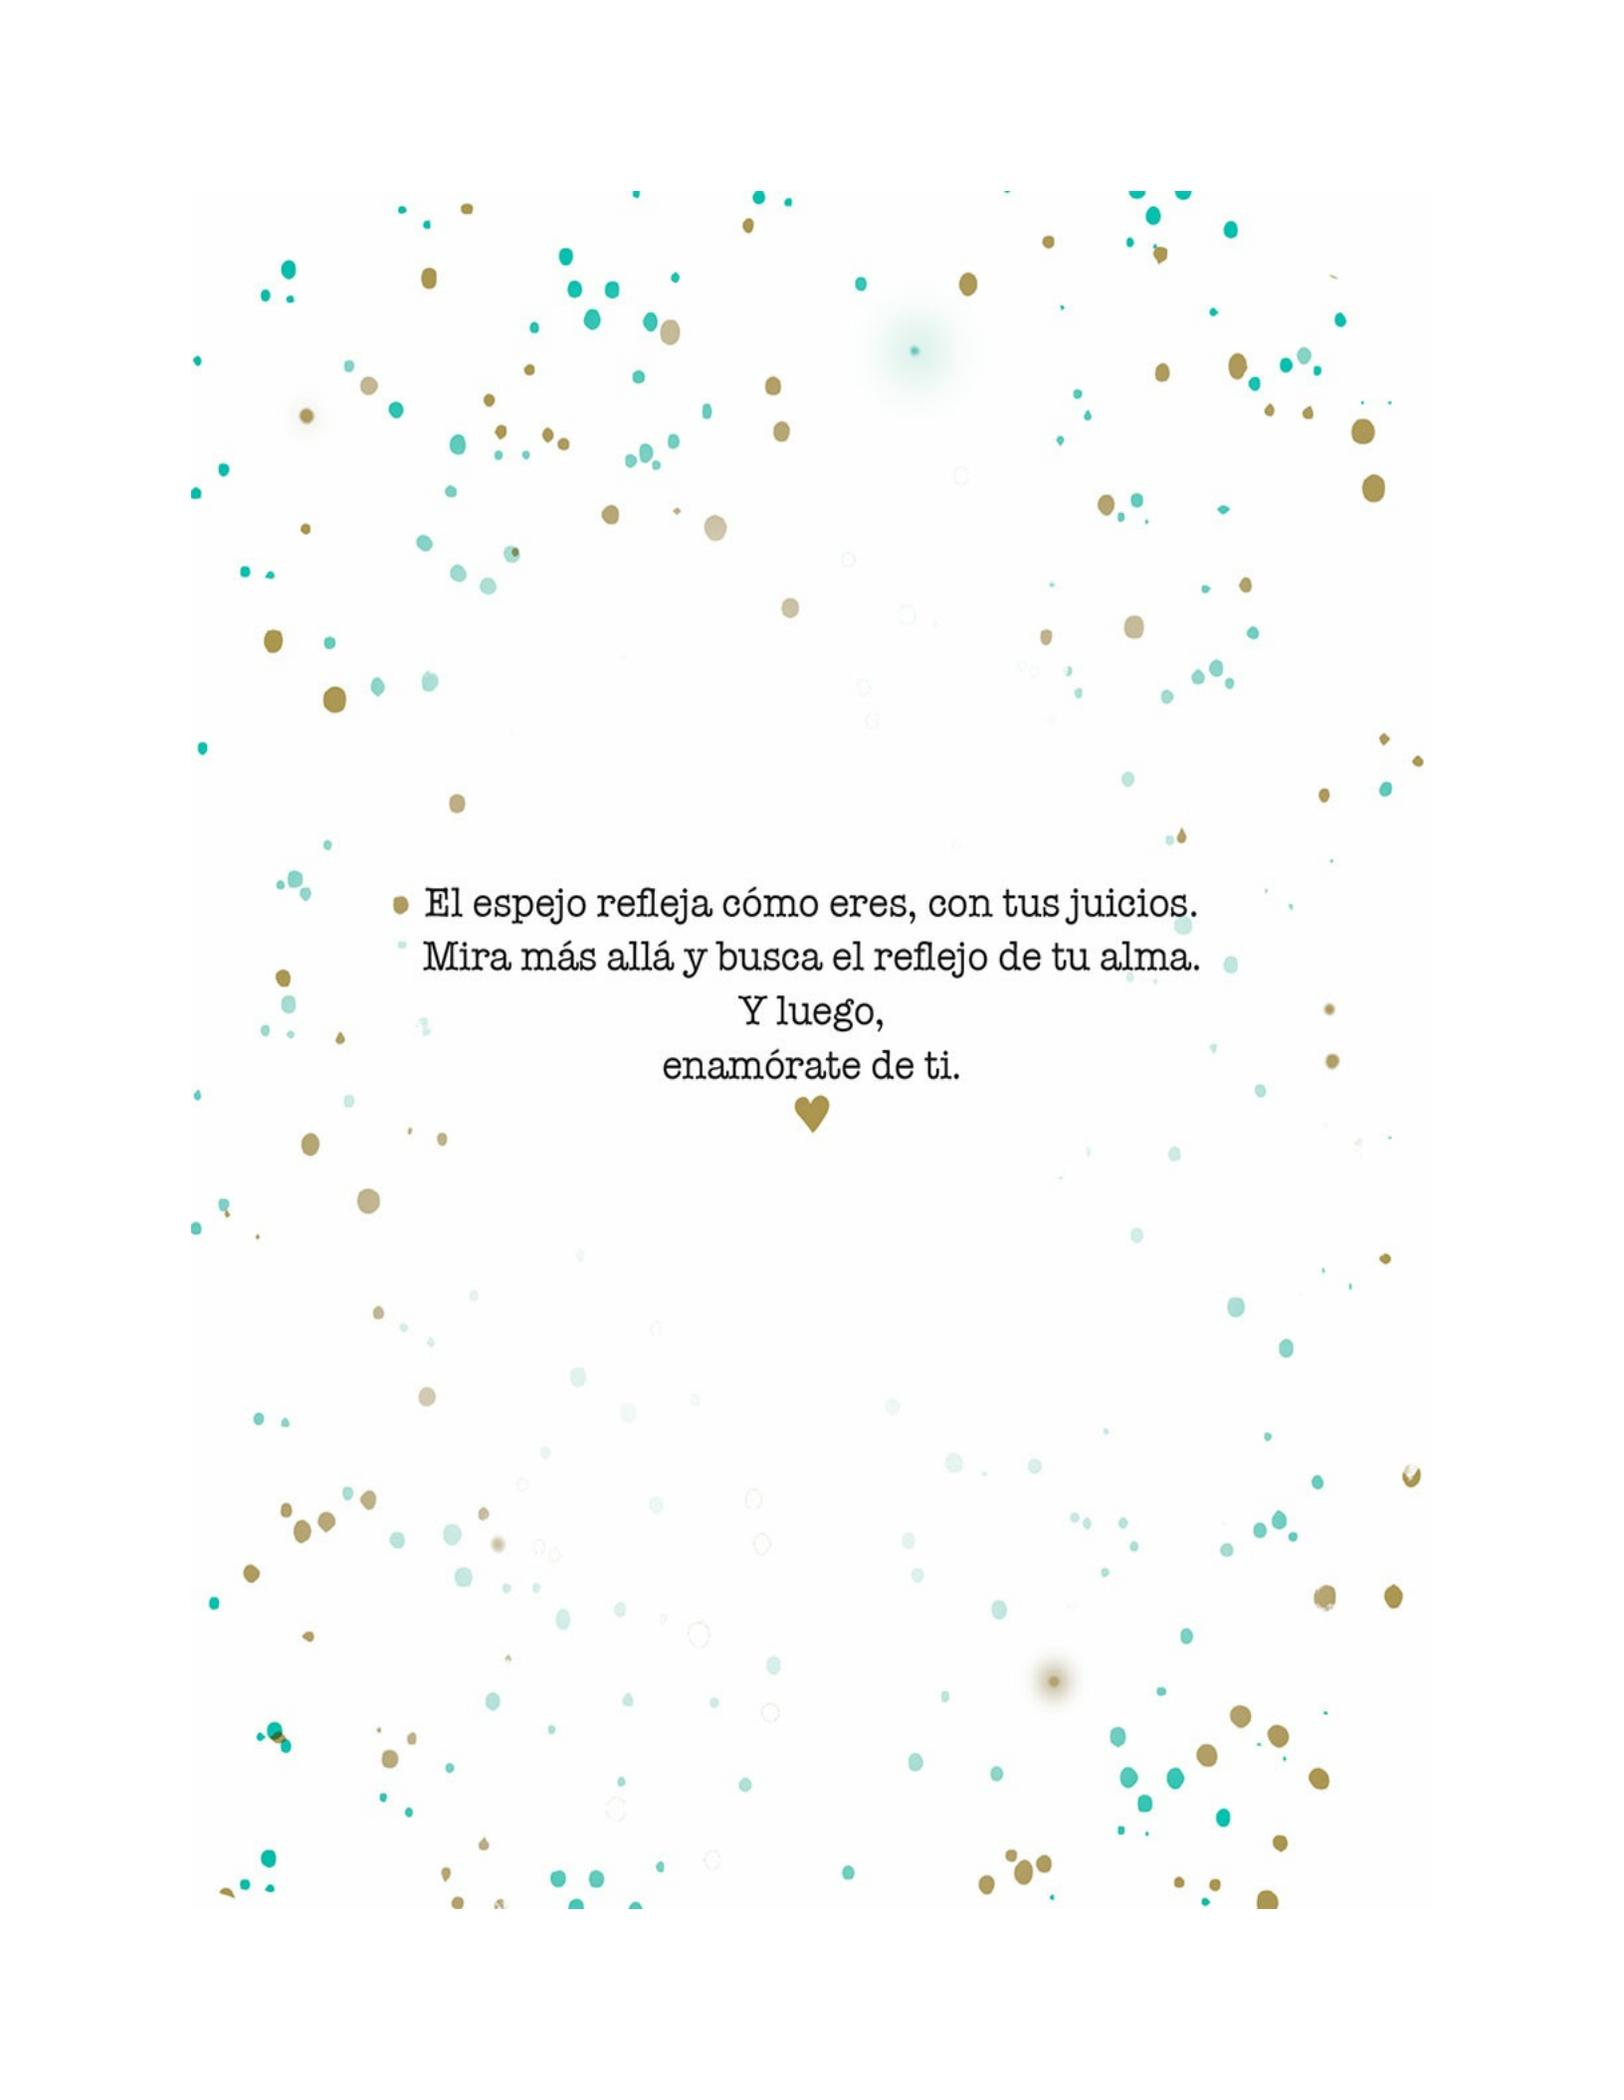 El espejo refleja cómo eres, con tus juicios.
Mira más allá y busca el reflejo de tu alma.
Y luego,
enamórate de ti.